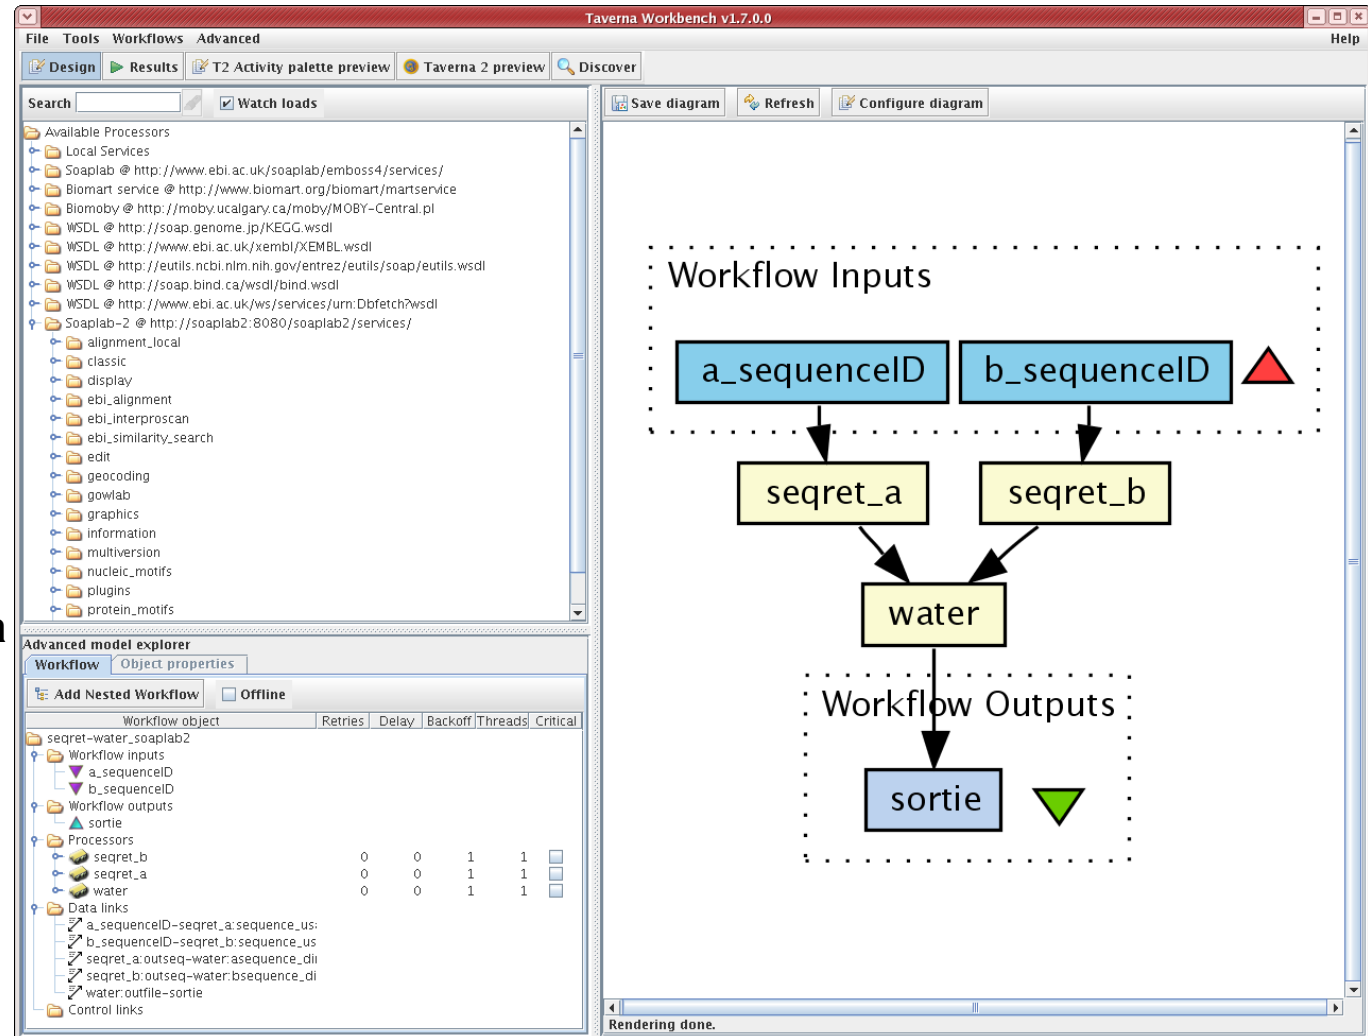 Taverna Workbench v1.7.0.0
File Tools Workflows Advanced Help
Design Results T2 Activity palette preview Taverna 2 preview Discover
Search Watch loads
Available Processors
Local Services
Soaplab @ http://www.ebi.ac.uk/soaplab/emboss4/services/
Biomart service @ http://www.biomart.org/biomart/martservice
Biomoby @ http://moby.ucalgary.ca/moby/MOBY-Central.pl
WSDL @ http://soap.genome.jp/KEGG.wsdl
WSDL @ http://www.ebi.ac.uk/xembl/XEMBL.wsdl
WSDL @ http://eutils.ncbi.nlm.nih.gov/entrez/eutils/soap/eutils.wsdl
WSDL @ http://soap.bind.ca/wsdl/bind.wsdl
WSDL @ http://www.ebi.ac.uk/ws/services/urn:Dbfetch?wsdl
Soaplab-2 @ http://soaplab2:8080/soaplab2/services/
alignment_local
classic
display
ebi_alignment
ebi_interproscan
ebi_similarity_search
edit
geocoding
gowlab
graphics
information
multiversion
nucleic_motifs
plugins
protein_motifs
Advanced model explorer
Workflow Object properties
Add Nested Workflow Offline
Workflow object Retries Delay Backoff Threads Critical
seqret-water_soaplab2
Workflow inputs
a_sequenceID
b_sequenceID
Workflow outputs
sortie
Processors
seqret_b 0 0 1 1
seqret_a 0 0 1 1
water 0 0 1 1
Data links
a_sequenceID-seqret_a:sequence_us
b_sequenceID-seqret_b:sequence_us
seqret_a:outseq-water:asequence_di
seqret_b:outseq-water:bsequence_di
water:outfile-sortie
Control links
Save diagram Refresh Configure diagram
Workflow Inputs
a_sequenceID b_sequenceID
seqret_a seqret_b
water
Workflow Outputs
sortie
Rendering done.